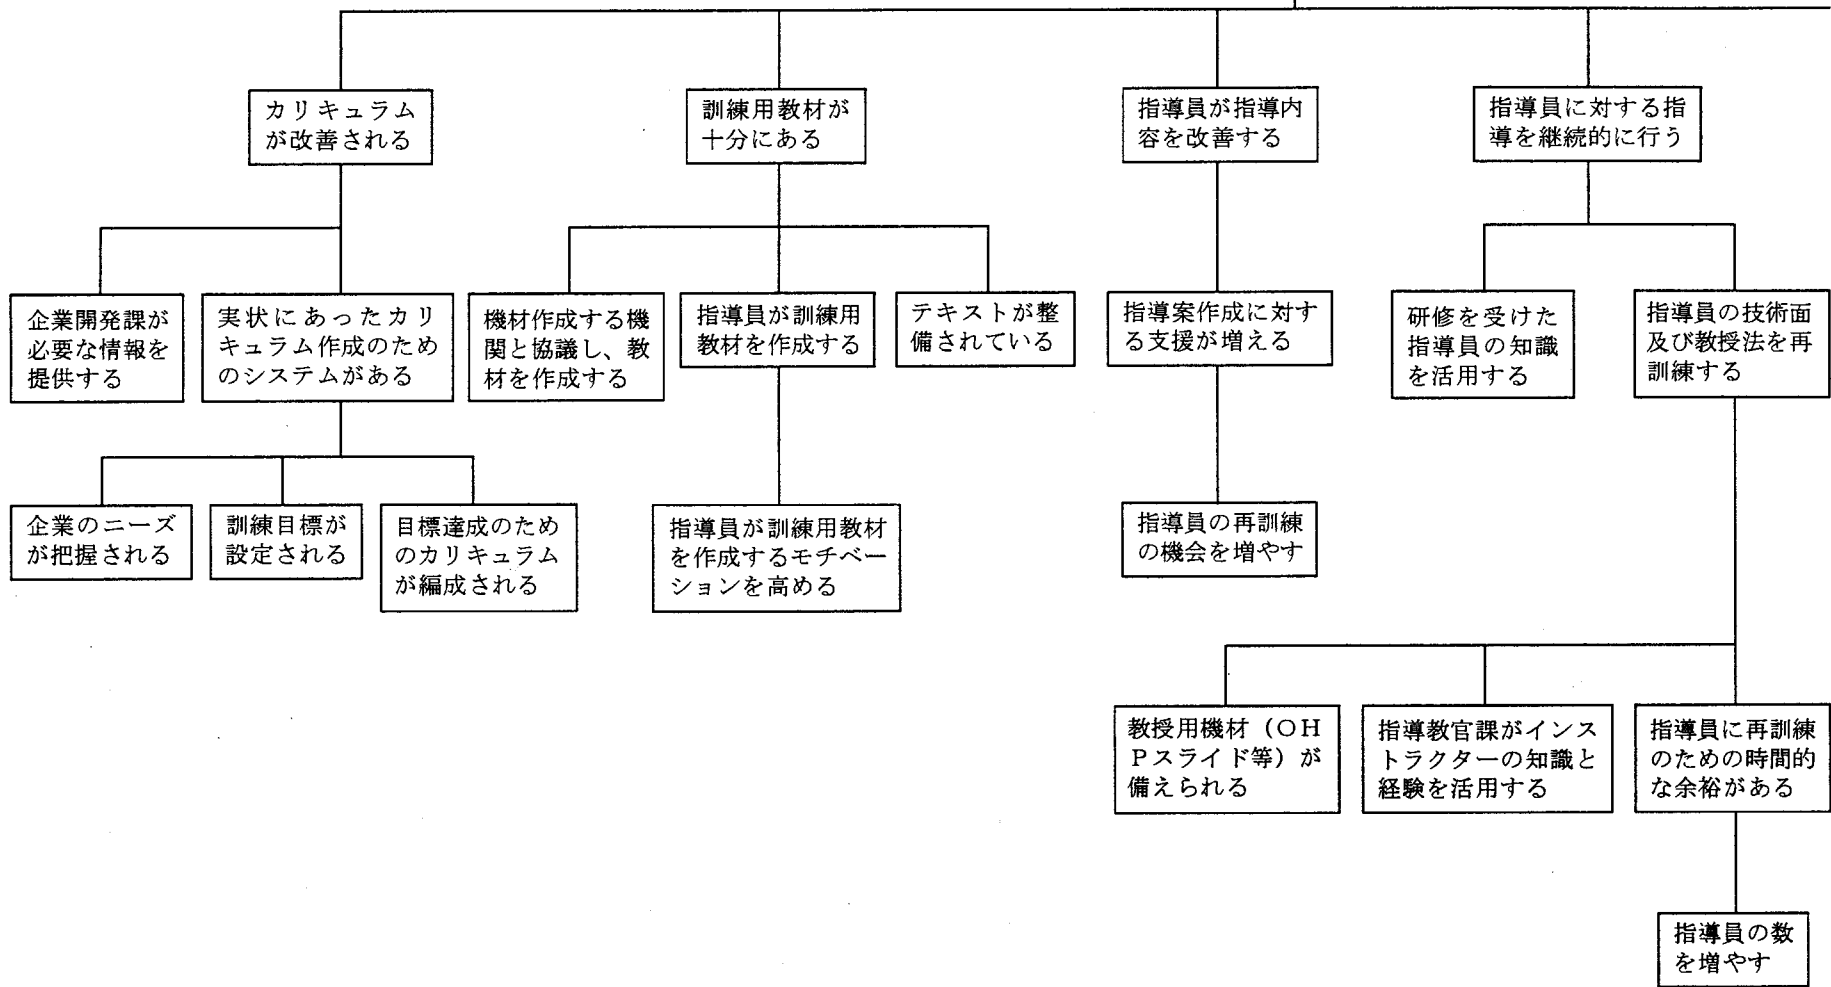 カリキュラム
が改善される
訓練用教材が
十分にある
指導員が指導内
容を改善する
指導員に対する指
導を継続的に行う
企業開発課が
必要な情報を
提供する
実状にあったカリ
キュラム作成のため
のシステムがある
機材作成する機
関と協議し、教
材を作成する
指導員が訓練用
教材を作成する
テキストが整
備されている
指導案作成に対す
る支援が増える
研修を受けた
指導員の知識
を活用する
指導員の技術面
及び教授法を再
訓練する
企業のニーズ
が把握される
訓練目標が
設定される
目標達成のため
のカリキュラム
が編成される
指導員が訓練用教材
を作成するモチベー
ションを高める
指導員の再訓練
の機会を増やす
教授用機材（OH
Pスライド等）が
備えられる
指導教官課がインス
トラクターの知識と
経験を活用する
指導員に再訓練
のための時間的
な余裕がある
指導員の数
を増やす